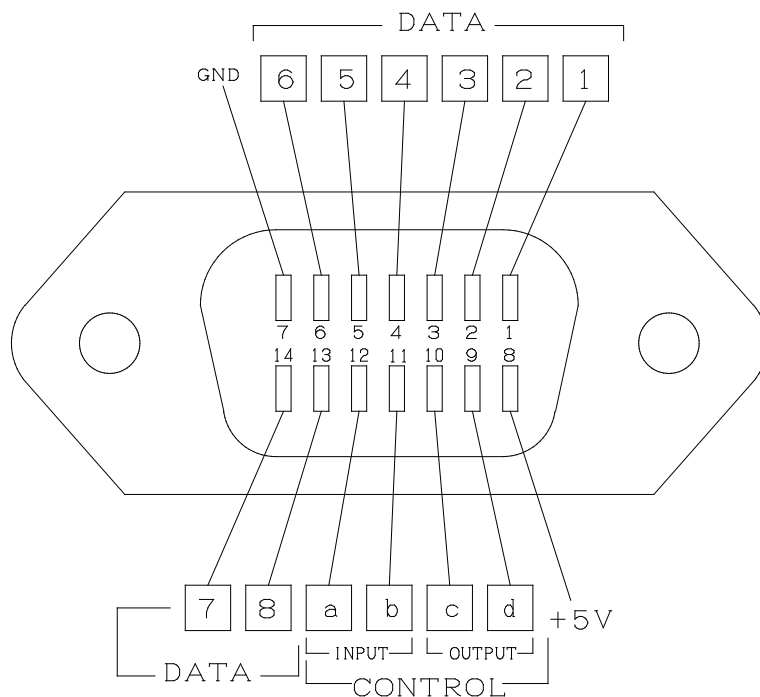 DATA
GND 6 5 4 3 2 1
7 6 5 4 3 2 1
14 13 12 11 10 9 8
7 8 a b c d +5V
INPUT OUTPUT
DATA CONTROL